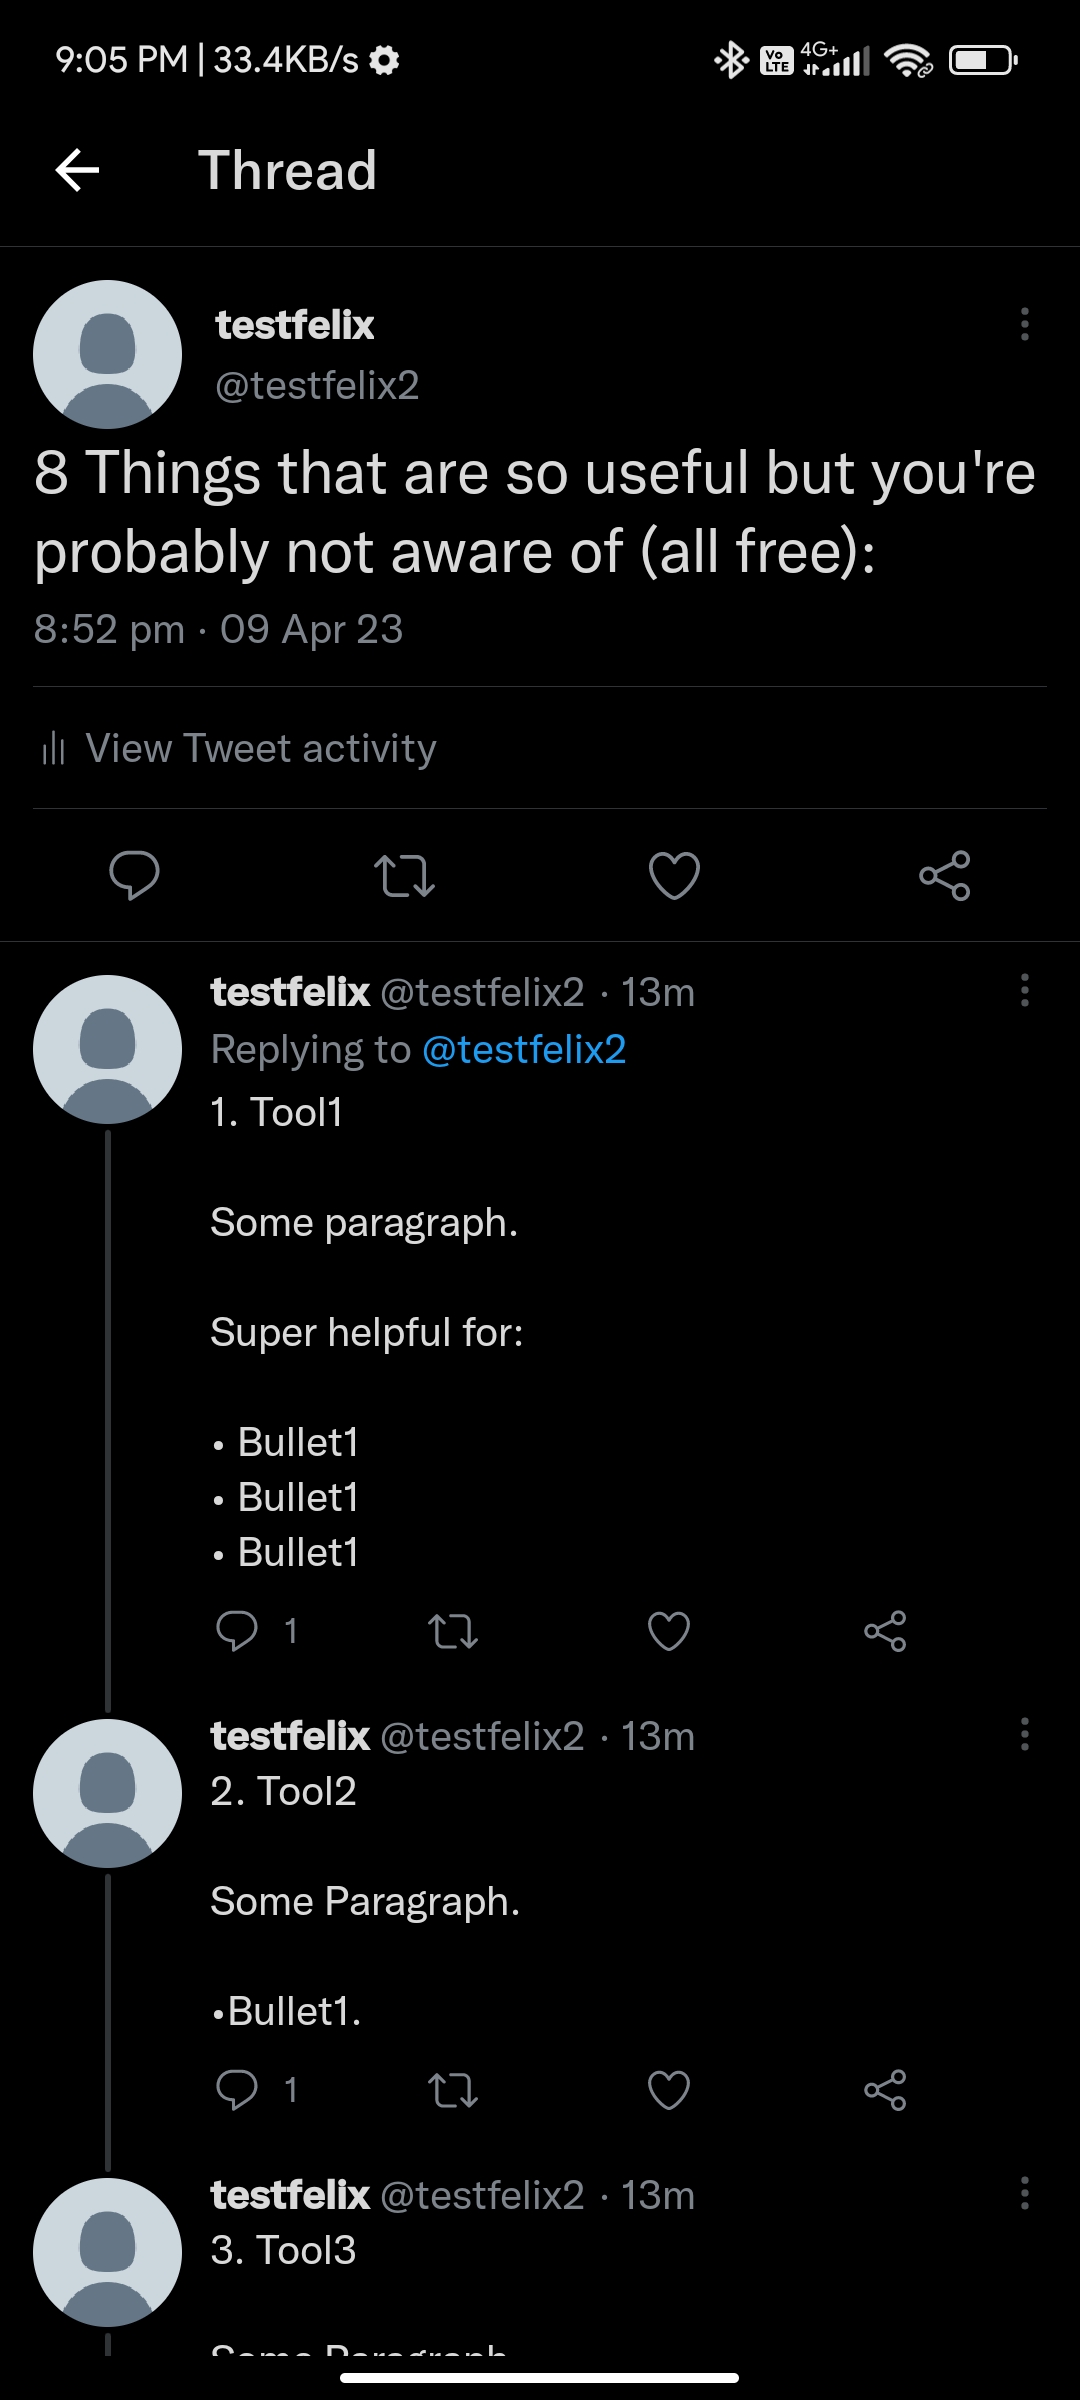 9:05 PM | 33.4KB/s
Vo LTE 4G+
Thread
testfelix
@testfelix2
8 Things that are so useful but you're
probably not aware of (all free):
8:52 pm · 09 Apr 23
View Tweet activity
testfelix @testfelix2 · 13m
Replying to @testfelix2
1. Tool1
Some paragraph.
Super helpful for:
• Bullet1
• Bullet1
• Bullet1
1
testfelix @testfelix2 · 13m
2. Tool2
Some Paragraph.
•Bullet1.
1
testfelix @testfelix2 · 13m
3. Tool3
Some Paragraph